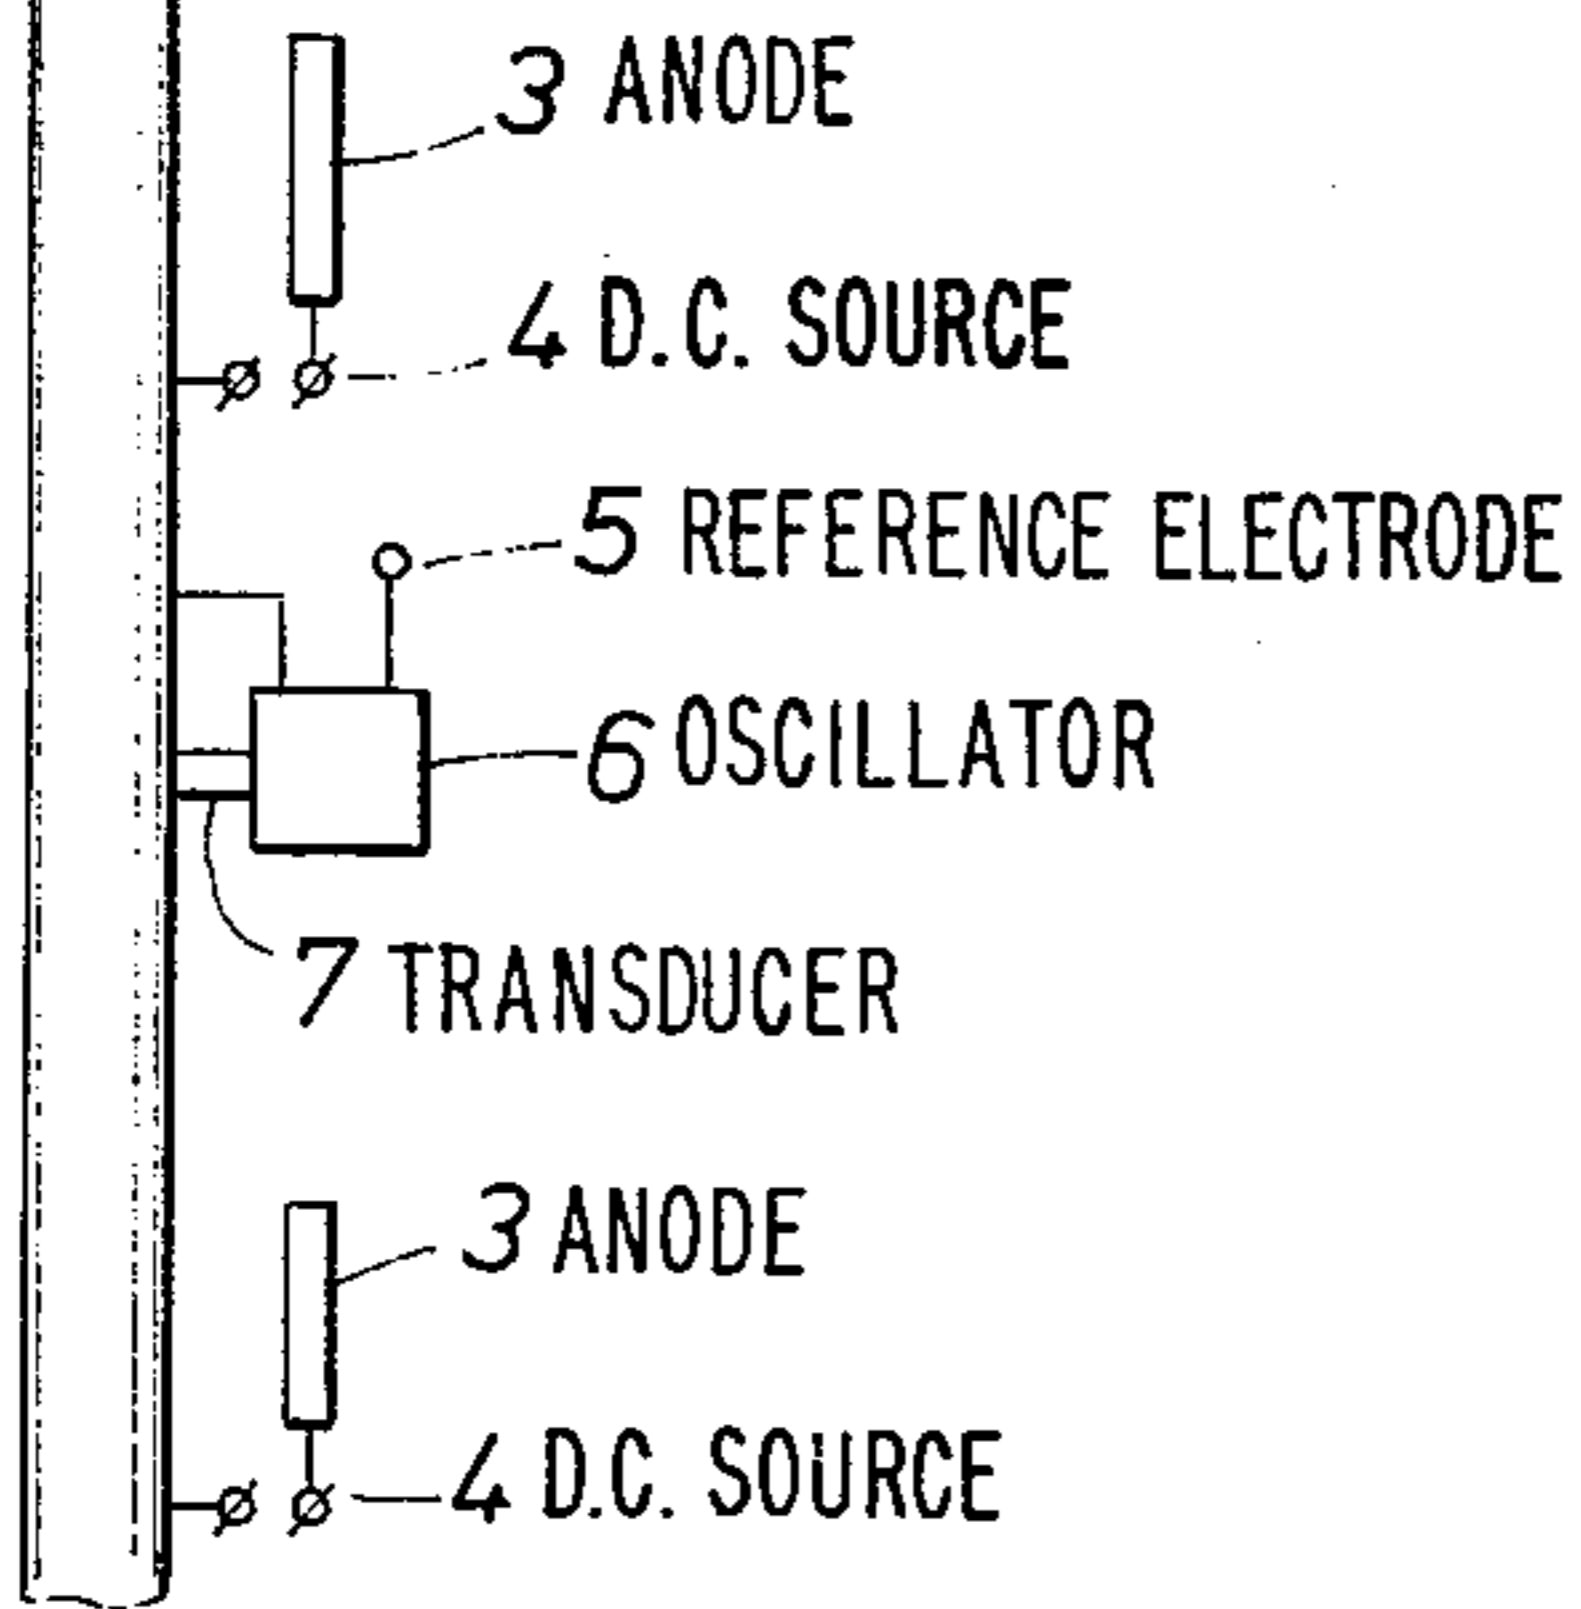 3 ANODE
4 D.C. SOURCE
5 REFERENCE ELECTRODE
6 OSCILLATOR
7 TRANSDUCER
3 ANODE
4 D.C. SOURCE